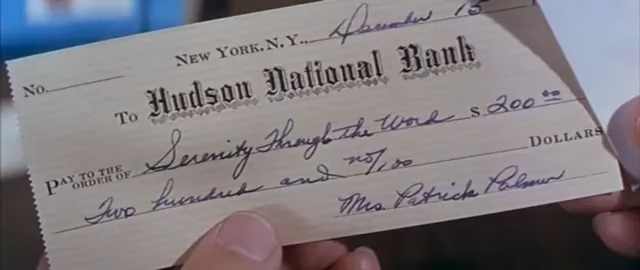 New York, N.Y., December 15
No.
To Hudson National Bank
Pay to the order of Serenity Through the Word $ 200 00
Two hundred and no/100 Dollars
Mrs. Patrick Palmer